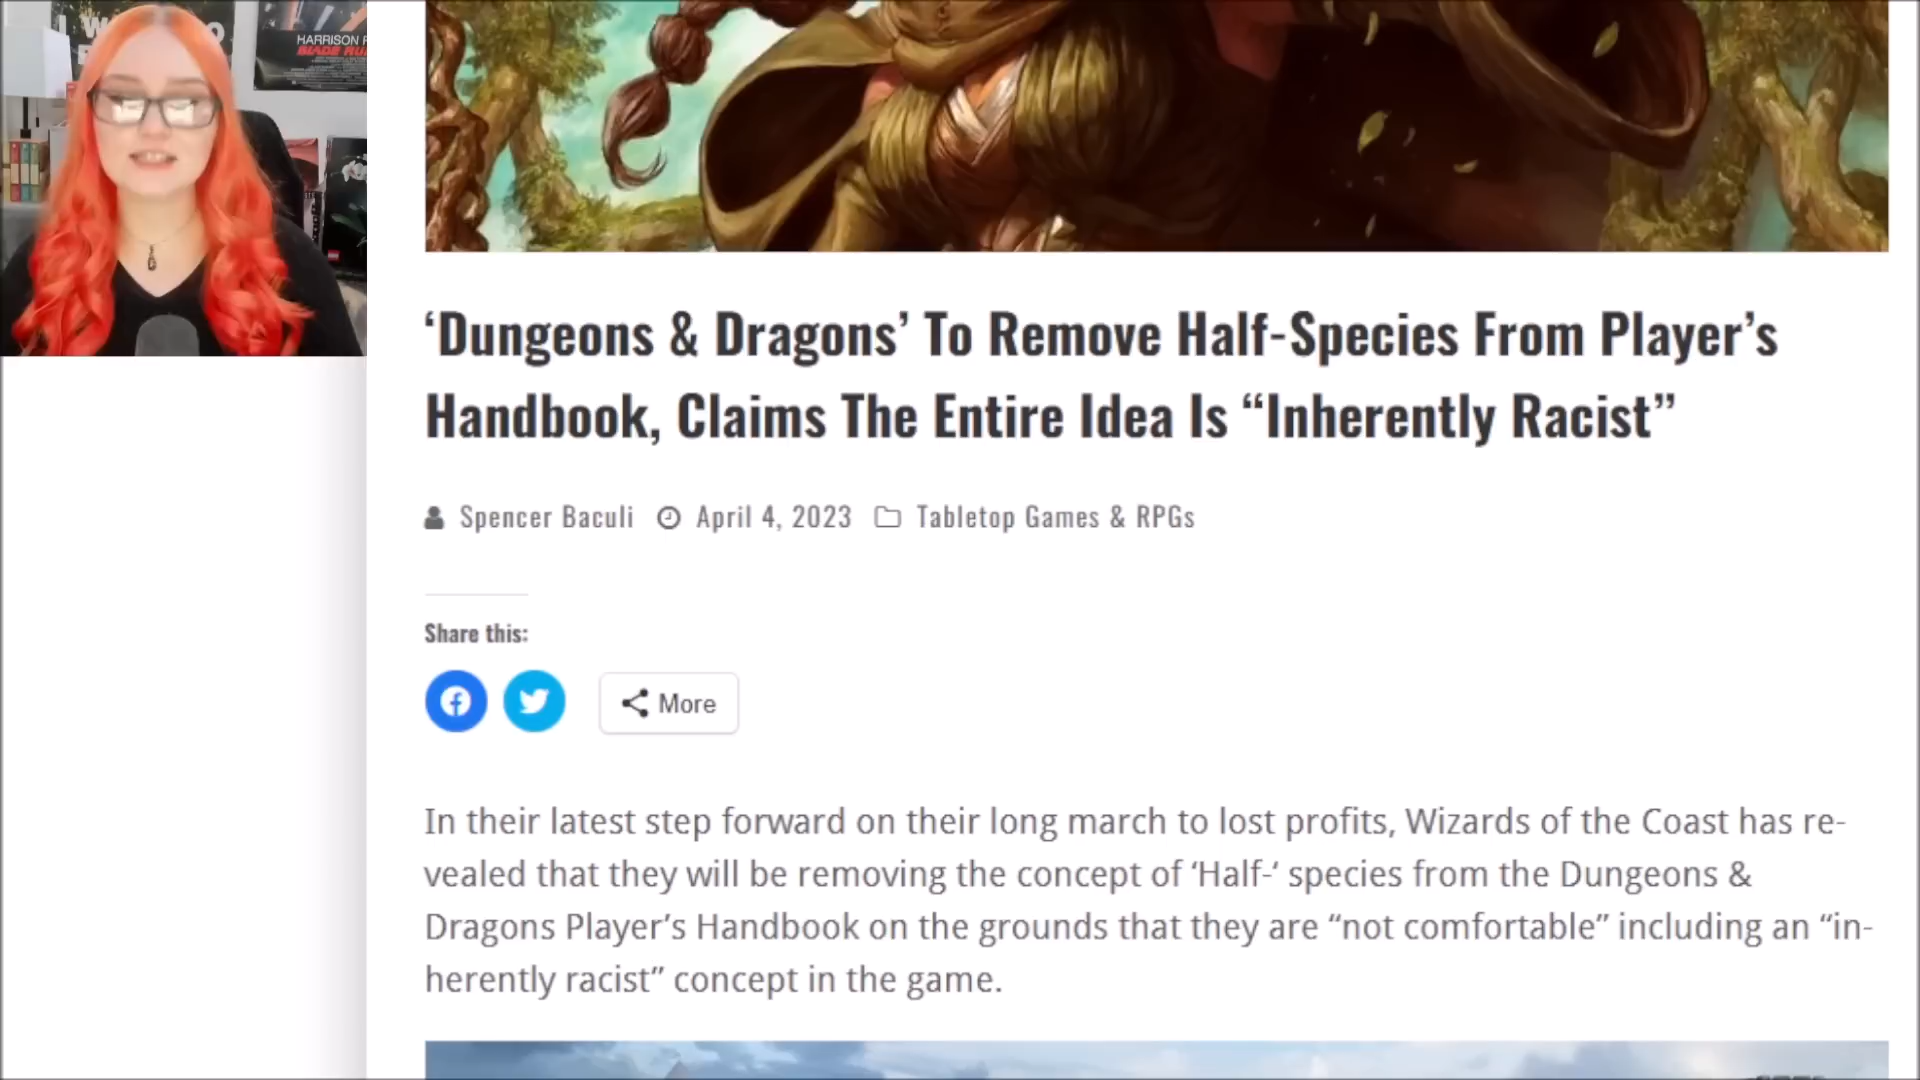 HARRISON F
BLADE RU
‘Dungeons & Dragons’ To Remove Half-Species From Player’s
Handbook, Claims The Entire Idea Is “Inherently Racist”
Spencer Baculi April 4, 2023 Tabletop Games & RPGs
Share this:
More
In their latest step forward on their long march to lost profits, Wizards of the Coast has re-
vealed that they will be removing the concept of ‘Half-‘ species from the Dungeons &
Dragons Player’s Handbook on the grounds that they are “not comfortable” including an “in-
herently racist” concept in the game.